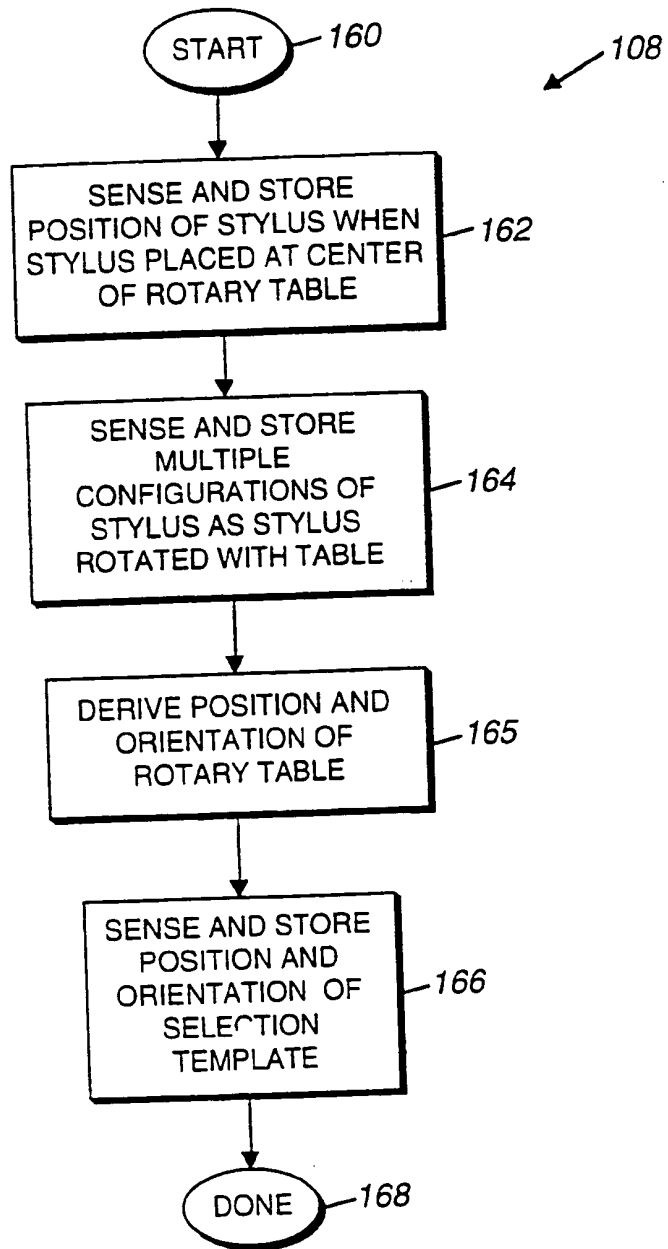 START
160
108
SENSE AND STORE
POSITION OF STYLUS WHEN
STYLUS PLACED AT CENTER
OF ROTARY TABLE
162
SENSE AND STORE
MULTIPLE
CONFIGURATIONS OF
STYLUS AS STYLUS
ROTATED WITH TABLE
164
DERIVE POSITION AND
ORIENTATION OF
ROTARY TABLE
165
SENSE AND STORE
POSITION AND
ORIENTATION OF
SELECTION
TEMPLATE
166
DONE
168